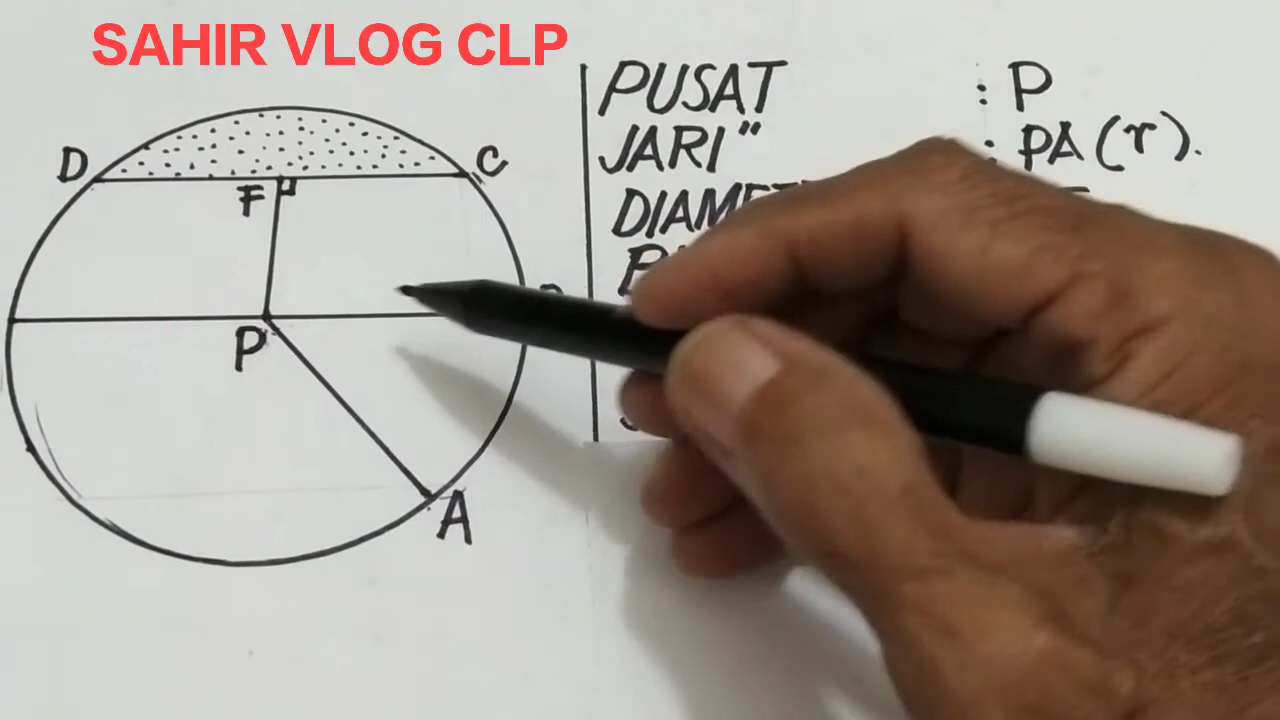 SAHIR VLOG CLP
PUSAT : P
JARI" : PA (r).
D
C
F
P
A